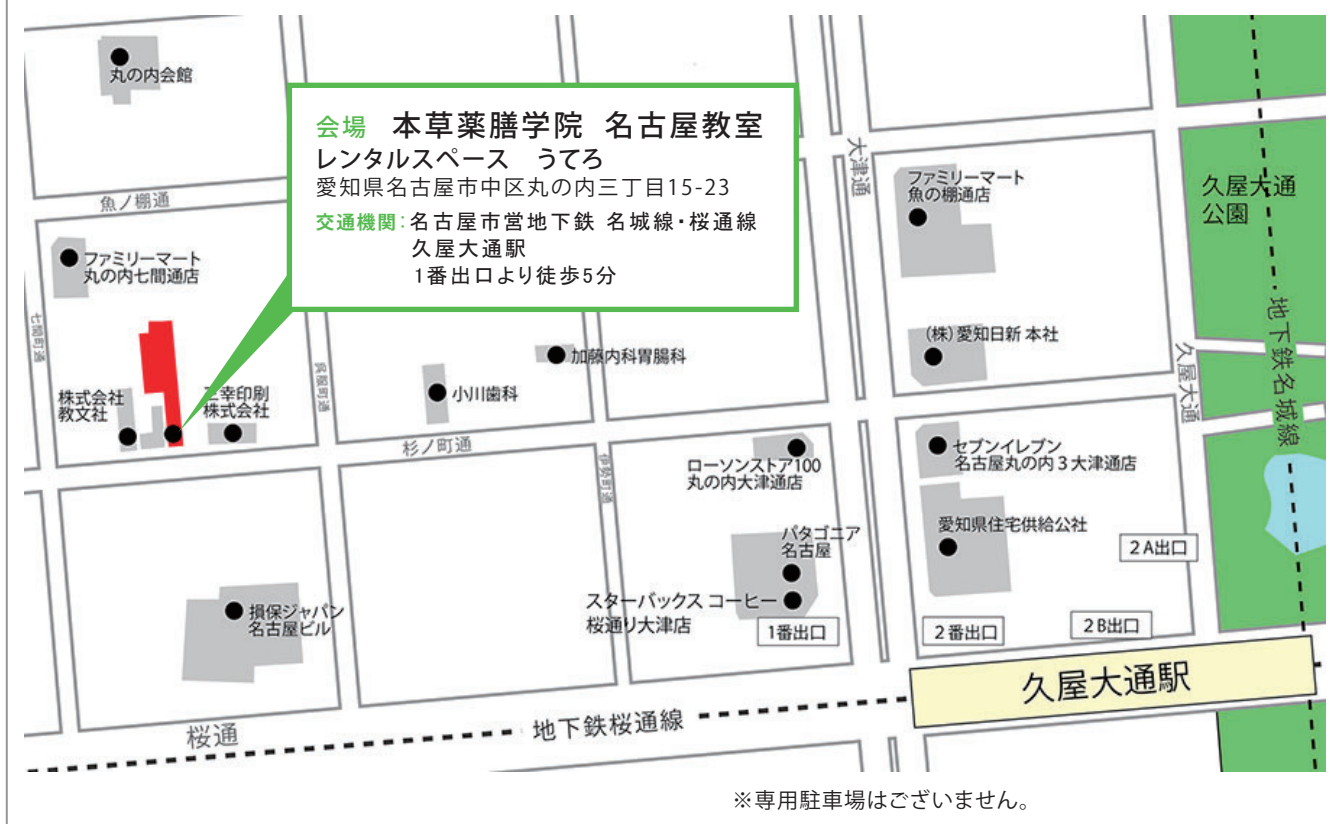 丸の内会館
会場 本草薬膳学院 名古屋教室
レンタルスペース うてろ
愛知県名古屋市中区丸の内三丁目15-23
交通機関:名古屋市営地下鉄 名城線・桜通線
久屋大通駅
1番出口より徒歩5分
大津通
ファミリーマート
魚の棚通店
久屋大通
公園
魚ノ棚通
ファミリーマート
丸の内七間通店
七間町通
呉服町通
加藤内科胃腸科
(株)愛知日新 本社
久屋大通
地下鉄名城線
株式会社
教文社
三幸印刷
株式会社
小川歯科
杉ノ町通
伊勢町通
ローソンストア100
丸の内大津通店
セブンイレブン
名古屋丸の内3大津通店
パタゴニア
名古屋
愛知県住宅供給公社
2A出口
損保ジャパン
名古屋ビル
スターバックス コーヒー
桜通り大津店
1番出口
2番出口
2B出口
久屋大通駅
桜通
地下鉄桜通線
※専用駐車場はございません。